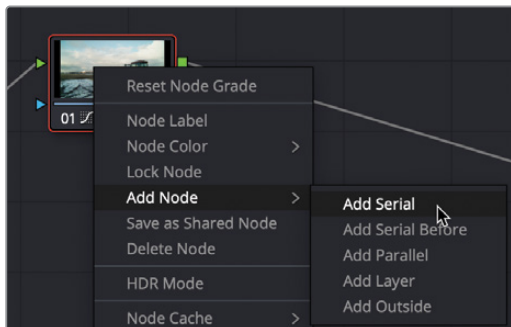 01
Reset Node Grade
Node Label
Node Color >
Lock Node
Add Node >
Save as Shared Node
Delete Node
HDR Mode
Node Cache >
Add Serial
Add Serial Before
Add Parallel
Add Layer
Add Outside